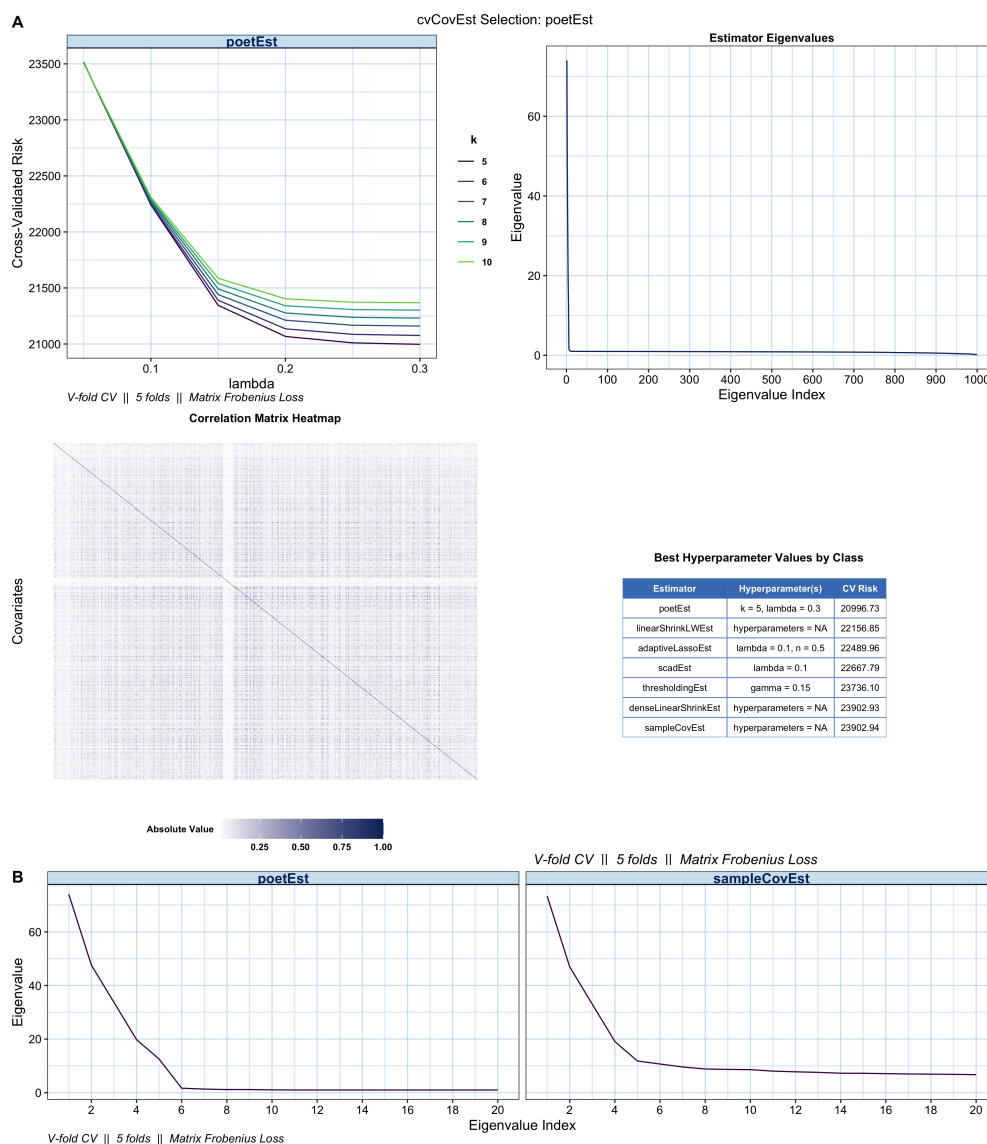 cvCovEst Selection: poetEst
A
poetEst
23500
23000
22500
22000
21500
21000
Cross-Validated Risk
0.1 0.2 0.3
lambda
V-fold CV || 5 folds || Matrix Frobenius Loss
k
5
6
7
8
9
10
Estimator Eigenvalues
60
40
20
0
Eigenvalue
0 100 200 300 400 500 600 700 800 900 1000
Eigenvalue Index
Correlation Matrix Heatmap
Covariates
Absolute Value
0.25 0.50 0.75 1.00
Best Hyperparameter Values by Class
Estimator Hyperparameter(s) CV Risk
poetEst k = 5, lambda = 0.3 20996.73
linearShrinkLWEst hyperparameters = NA 22156.85
adaptiveLassoEst lambda = 0.1, n = 0.5 22489.96
scadEst lambda = 0.1 22667.79
thresholdingEst gamma = 0.15 23736.10
denseLinearShrinkEst hyperparameters = NA 23902.93
sampleCovEst hyperparameters = NA 23902.94
V-fold CV || 5 folds || Matrix Frobenius Loss
B
poetEst
sampleCovEst
60
40
20
0
Eigenvalue
2 4 6 8 10 12 14 16 18 20
2 4 6 8 10 12 14 16 18 20
Eigenvalue Index
V-fold CV || 5 folds || Matrix Frobenius Loss